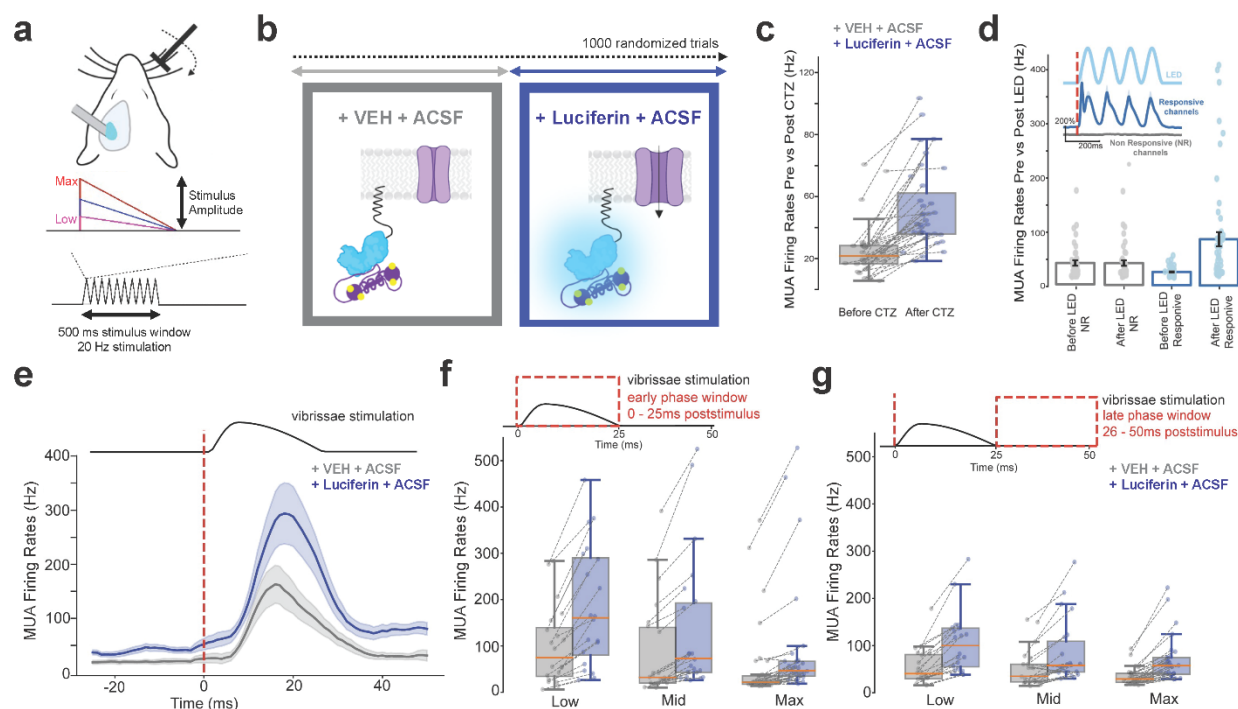 a
Max
Low
Stimulus
Amplitude
500 ms stimulus window
20 Hz stimulation
b
1000 randomized trials
+ VEH + ACSF
+ Luciferin + ACSF
c
+ VEH + ACSF
+ Luciferin + ACSF
MUA Firing Rates Pre vs Post CTZ (Hz)
100
60
20
Before CTZ
After CTZ
d
MUA Firing Rates Pre vs Post LED (Hz)
400
350
300
250
200
150
100
50
0
LED
Responsive
channels
200%
200ms
Non Responsive (NR)
channels
Before LED
NR
After LED
NR
Before LED
Responive
After LED
Responive
e
vibrissae stimulation
+ VEH + ACSF
+ Luciferin + ACSF
MUA Firing Rates (Hz)
400
300
200
100
0
-20
0
20
40
Time (ms)
f
vibrissae stimulation
early phase window
0 - 25ms poststimulus
0
25
50
Time (ms)
MUA Firing Rates (Hz)
500
400
300
200
100
0
Low
Mid
Max
g
vibrissae stimulation
late phase window
26 - 50ms poststimulus
0
25
50
Time (ms)
+ VEH + ACSF
+ Luciferin + ACSF
MUA Firing Rates (Hz)
500
400
300
200
100
0
Low
Mid
Max